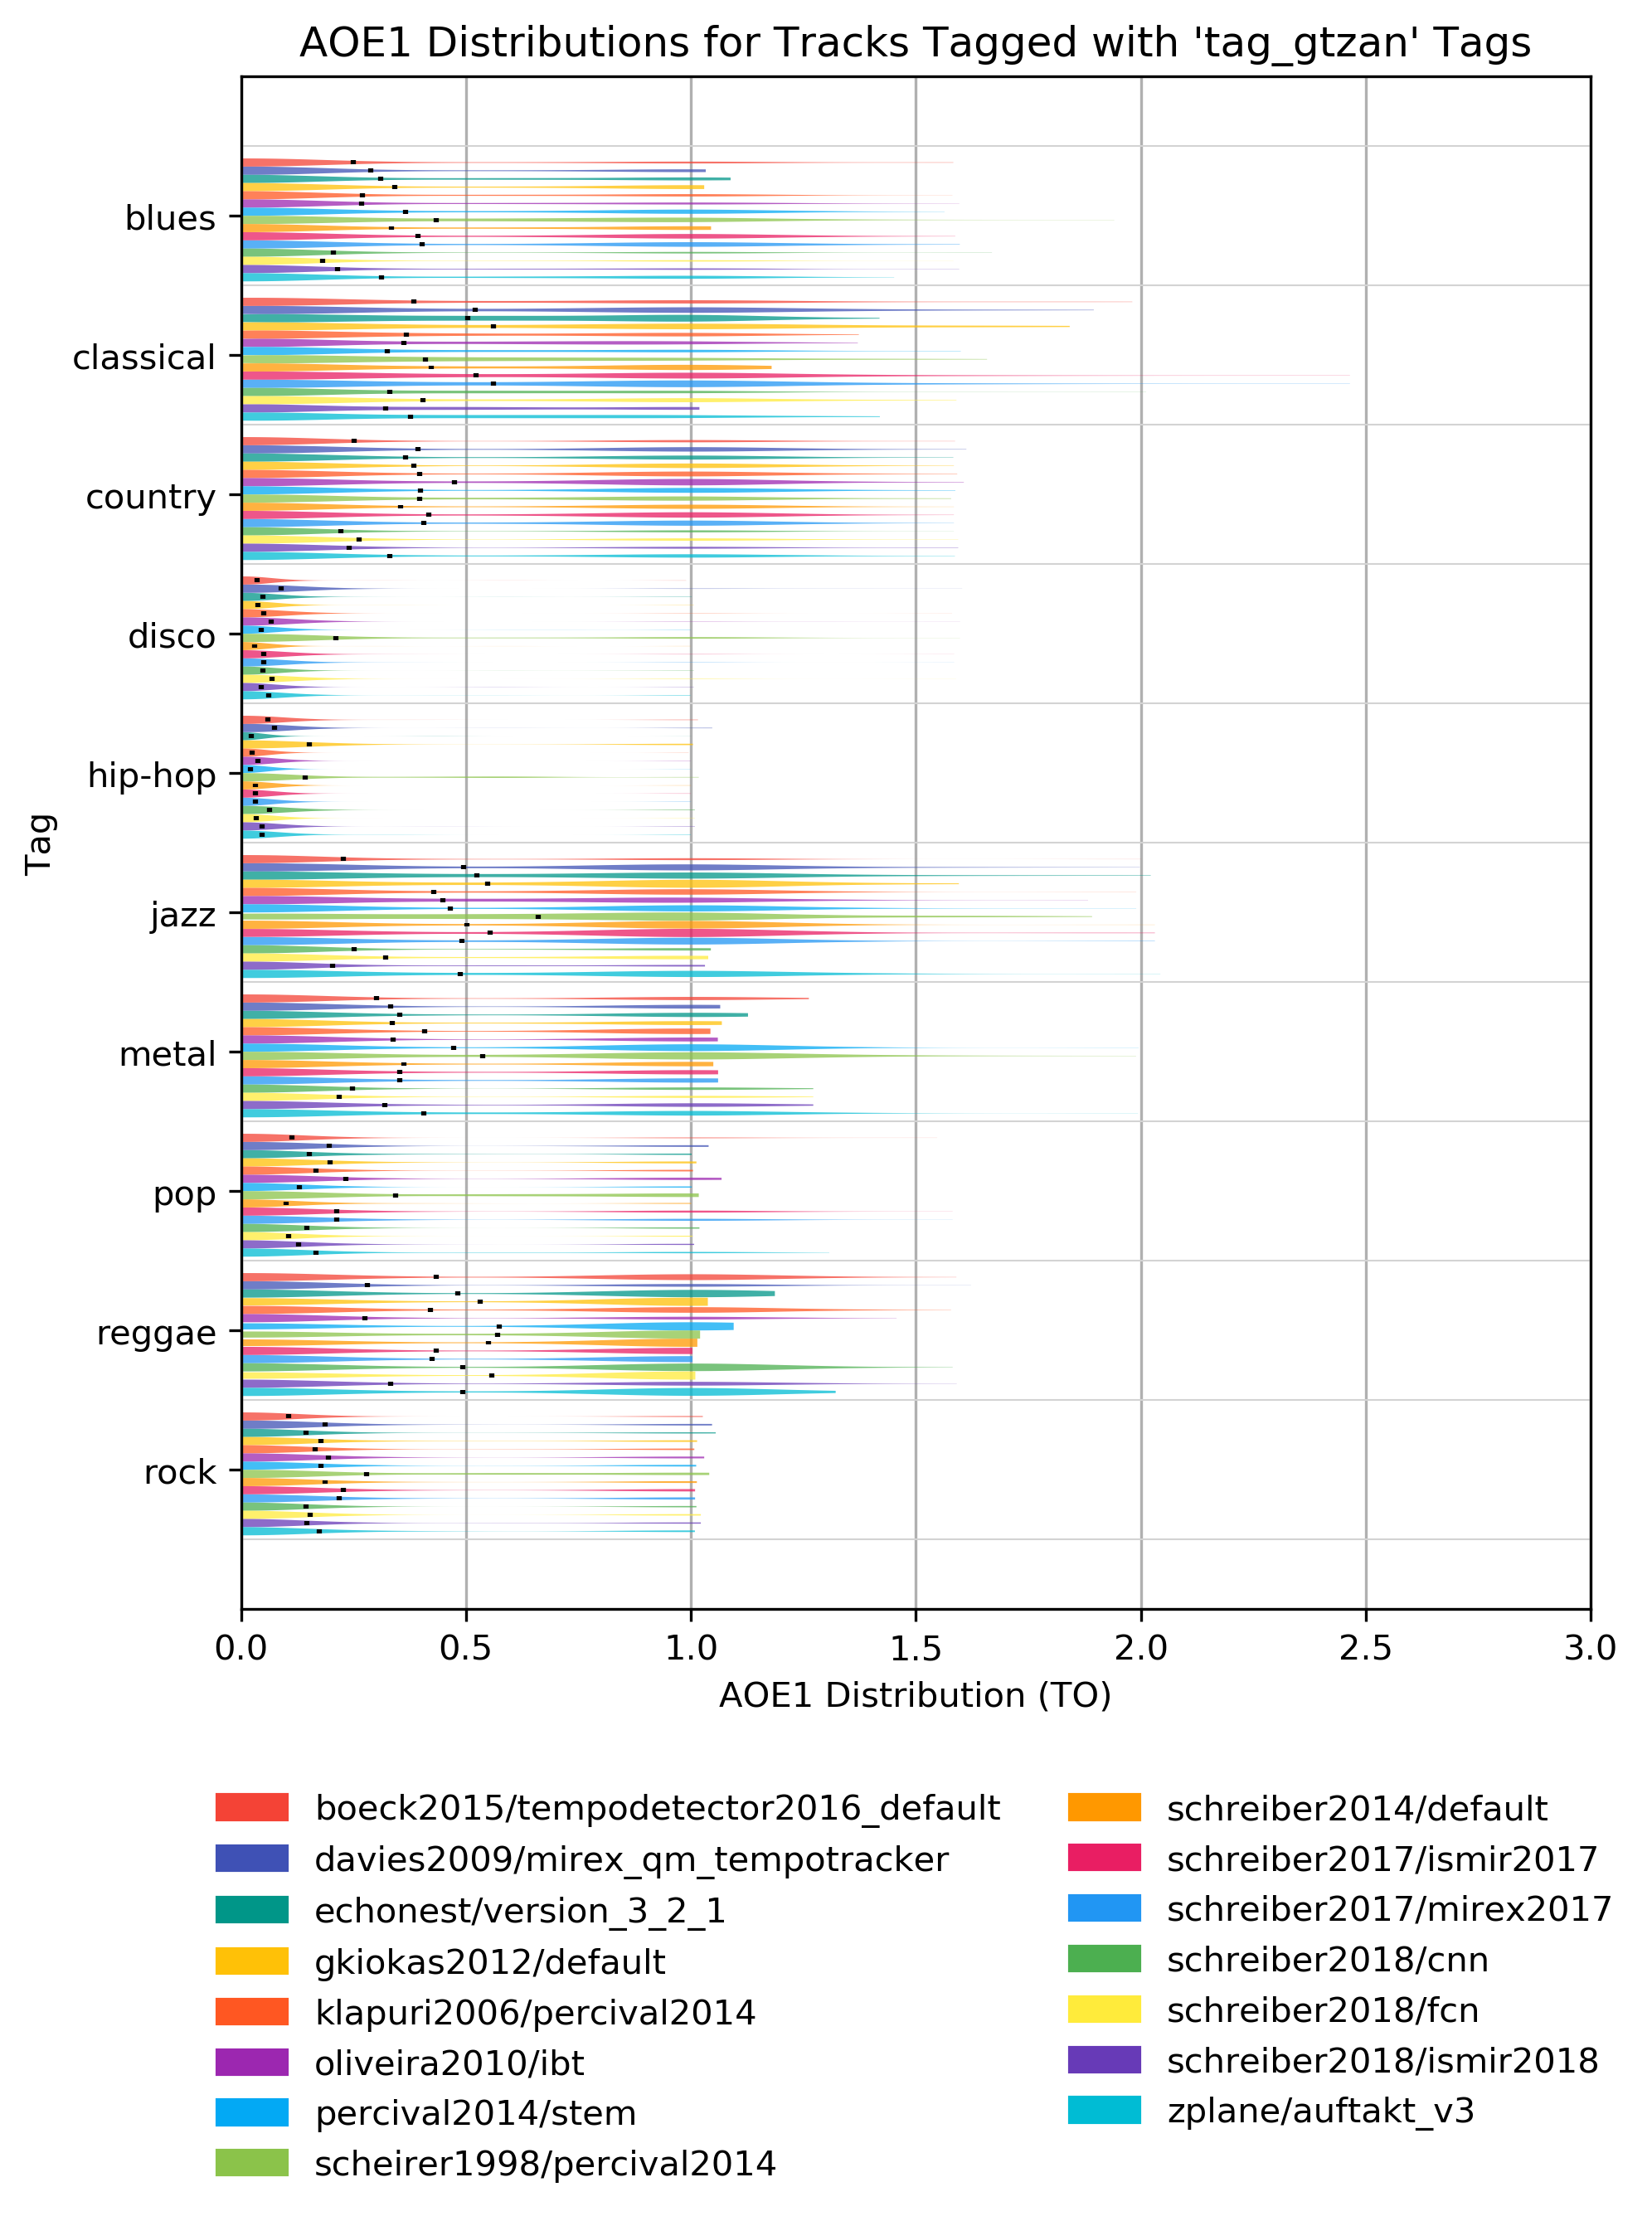 AOE1 Distributions for Tracks Tagged with 'tag_gtzan' Tags
blues
classical
country
disco
hip-hop
jazz
metal
pop
reggae
rock
Tag
0.0 0.5 1.0 1.5 2.0 2.5 3.0
AOE1 Distribution (TO)
boeck2015/tempodetector2016_default
davies2009/mirex_qm_tempotracker
echonest/version_3_2_1
gkiokas2012/default
klapuri2006/percival2014
oliveira2010/ibt
percival2014/stem
scheirer1998/percival2014
schreiber2014/default
schreiber2017/ismir2017
schreiber2017/mirex2017
schreiber2018/cnn
schreiber2018/fcn
schreiber2018/ismir2018
zplane/auftakt_v3